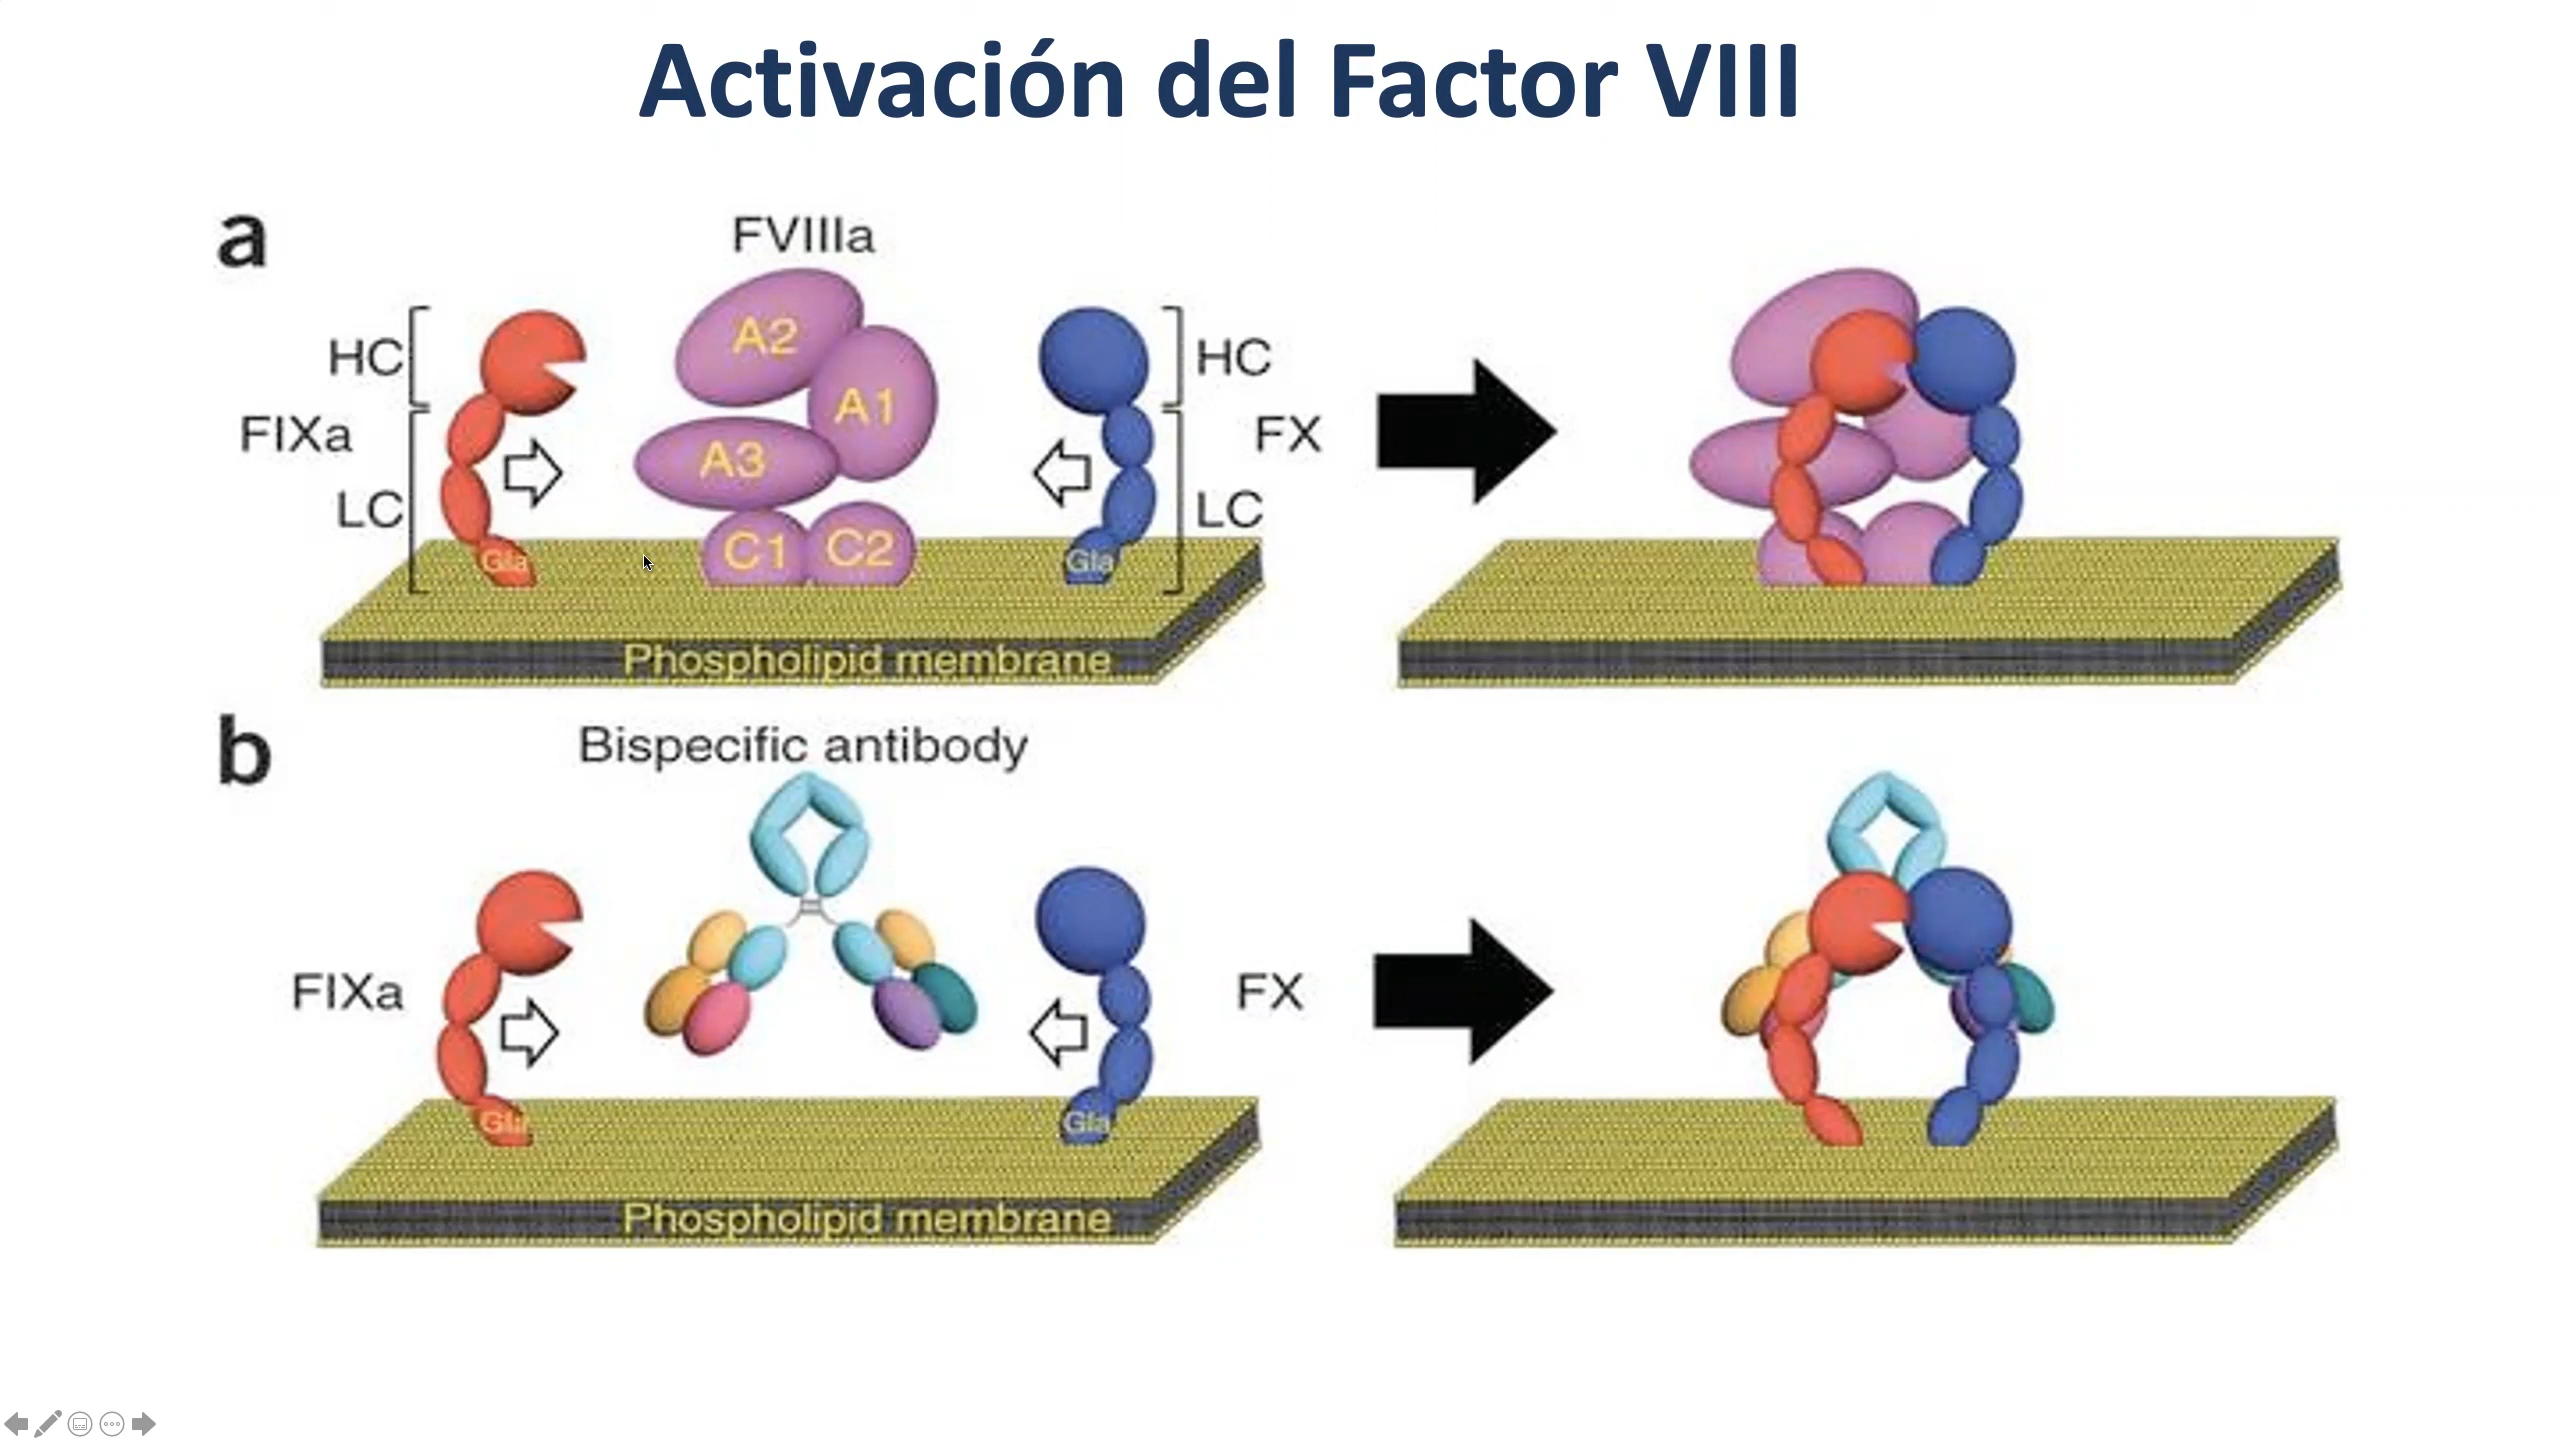 Activación del Factor VIII
a
FVIIIa
A2
HC
HC
A1
FIXa
FX
A3
LC
LC
C1 C2
Gla
Gla
Phospholipid membrane
b
Bispecific antibody
FIXa
FX
Gla
Phospholipid membrane